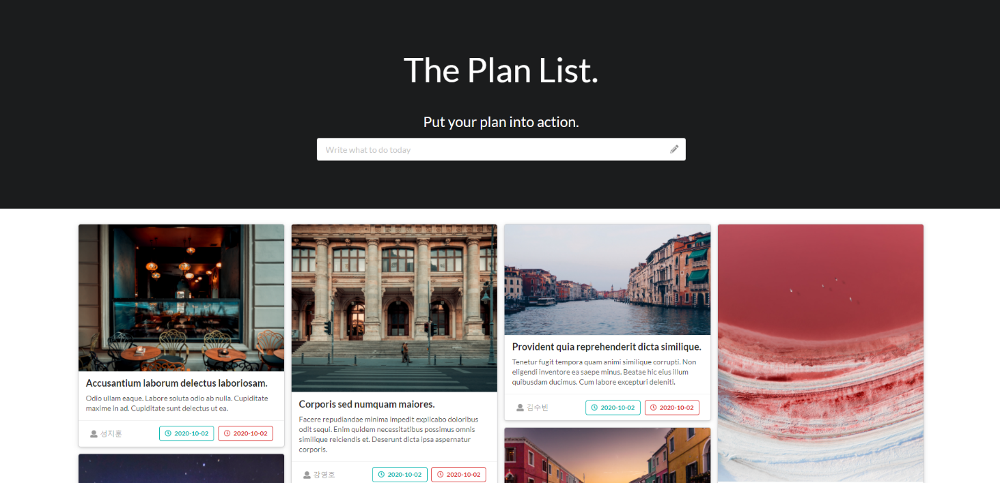 The Plan List.
Put your plan into action.
Write what to do today
Accusantium laborum delectus laboriosam.
Odio ullam eaque. Labore soluta odio ab nulla. Cupiditate
maxime in ad. Cupiditate sunt delectus ut ea.
성지훈
2020-10-02
2020-10-02
Corporis sed numquam maiores.
Facere repudiandae minima impedit explicabo doloribus
odit sequi. Enim quidem necessitatibus possimus omnis
similique reiciendis et. Deserunt dicta ipsa aspernatur
corporis.
강영호
2020-10-02
2020-10-02
Provident quia reprehenderit dicta similique.
Tenetur fugit tempora quam animi similique corrupti. Non
eligendi inventore ea saepe minus. Beatae hic eius illum
quibusdam ducimus. Cum labore excepturi deleniti.
김수빈
2020-10-02
2020-10-02